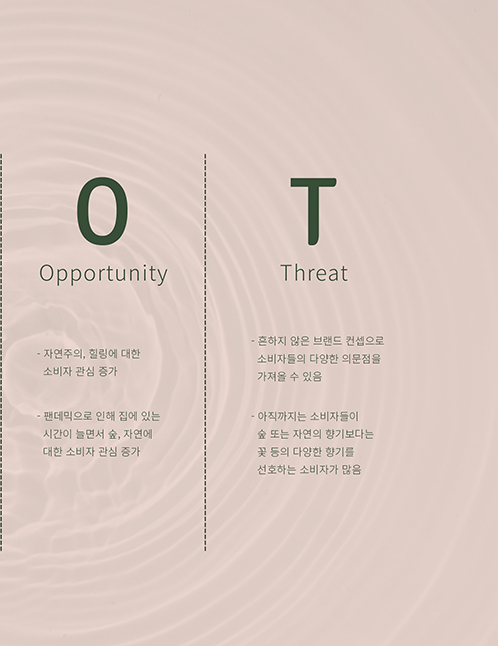 O
Opportunity
- 자연주의, 힐링에 대한
소비자 관심 증가
- 팬데믹으로 인해 집에 있는
시간이 늘면서 숲, 자연에
대한 소비자 관심 증가
T
Threat
- 흔하지 않은 브랜드 컨셉으로
소비자들의 다양한 의문점을
가져올 수 있음
- 아직까지는 소비자들이
숲 또는 자연의 향기보다는
꽃 등의 다양한 향기를
선호하는 소비자가 많음